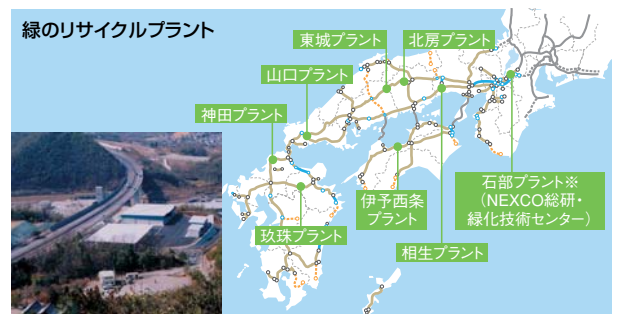 緑のリサイクルプラント
東城プラント
北房プラント
山口プラント
神田プラント
伊予西条
プラント
石部プラント※
（NEXCO総研・
緑化技術センター）
玖珠プラント
相生プラント